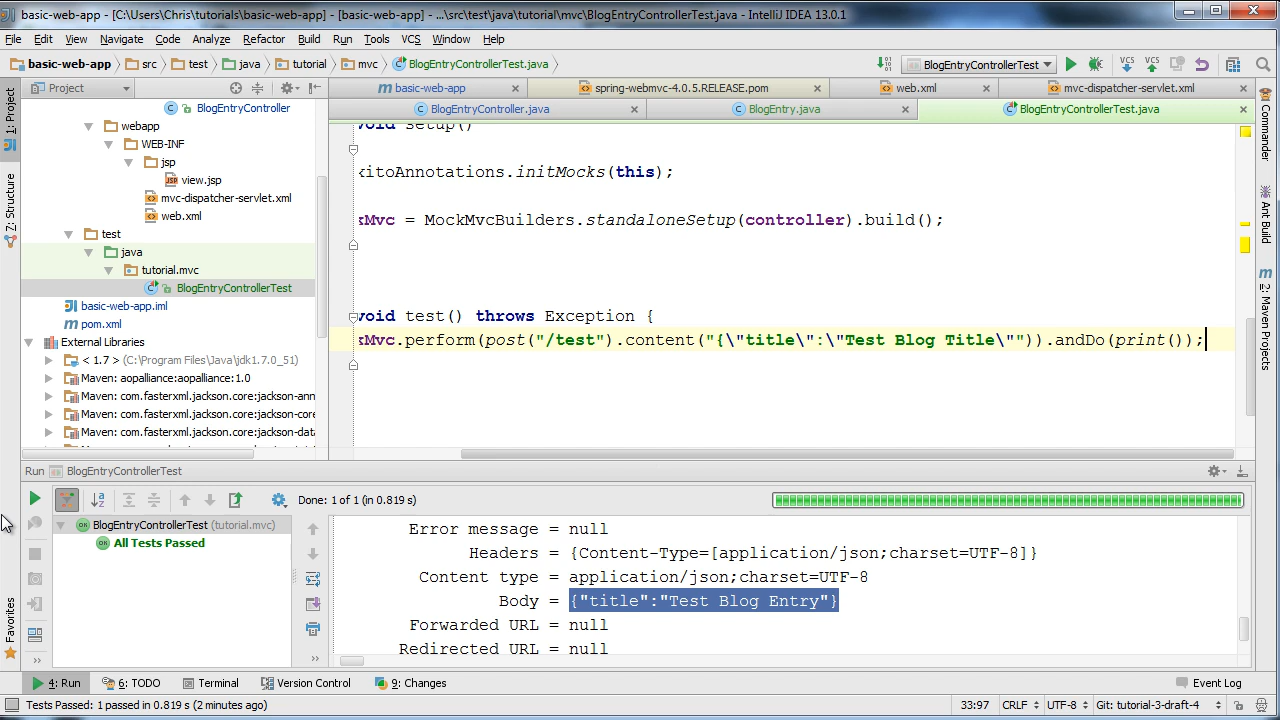 basic-web-app - [C:\Users\Chris\tutorials\basic-web-app] - [basic-web-app] - ...\src\test\java\tutorial\mvc\BlogEntryControllerTest.java - IntelliJ IDEA 13.0.1
File Edit View Navigate Code Analyze Refactor Build Run Tools VCS Window Help
basic-web-app src test java tutorial mvc BlogEntryControllerTest.java BlogEntryControllerTest VCS VCS
1: Project
Z: Structure
Favorites
Project
BlogEntryController
webapp
WEB-INF
jsp
view.jsp
mvc-dispatcher-servlet.xml
web.xml
test
java
tutorial.mvc
BlogEntryControllerTest
basic-web-app.iml
pom.xml
External Libraries
< 1.7 > (C:\Program Files\Java\jdk1.7.0_51)
Maven: aopalliance:aopalliance:1.0
Maven: com.fasterxml.jackson.core:jackson-ann
Maven: com.fasterxml.jackson.core:jackson-core
Maven: com.fasterxml.jackson.core:jackson-dat
basic-web-app spring-webmvc-4.0.5.RELEASE.pom web.xml mvc-dispatcher-servlet.xml
BlogEntryController.java BlogEntry.java BlogEntryControllerTest.java
void setup()
kitoAnnotations.initMocks(this);
kMvc = MockMvcBuilders.standaloneSetup(controller).build();
void test() throws Exception {
kMvc.perform(post("/test").content("{\"title\":\"Test Blog Title\"")).andDo(print());
Commander
Ant Build
Maven Projects
Run BlogEntryControllerTest
Done: 1 of 1 (in 0.819 s)
BlogEntryControllerTest (tutorial.mvc)
All Tests Passed
Error message = null
Headers = {Content-Type=[application/json;charset=UTF-8]}
Content type = application/json;charset=UTF-8
Body = {"title":"Test Blog Entry"}
Forwarded URL = null
Redirected URL = null
4: Run 6: TODO Terminal Version Control 9: Changes Event Log
Tests Passed: 1 passed in 0.819 s (2 minutes ago) 33:97 CRLF UTF-8 Git: tutorial-3-draft-4